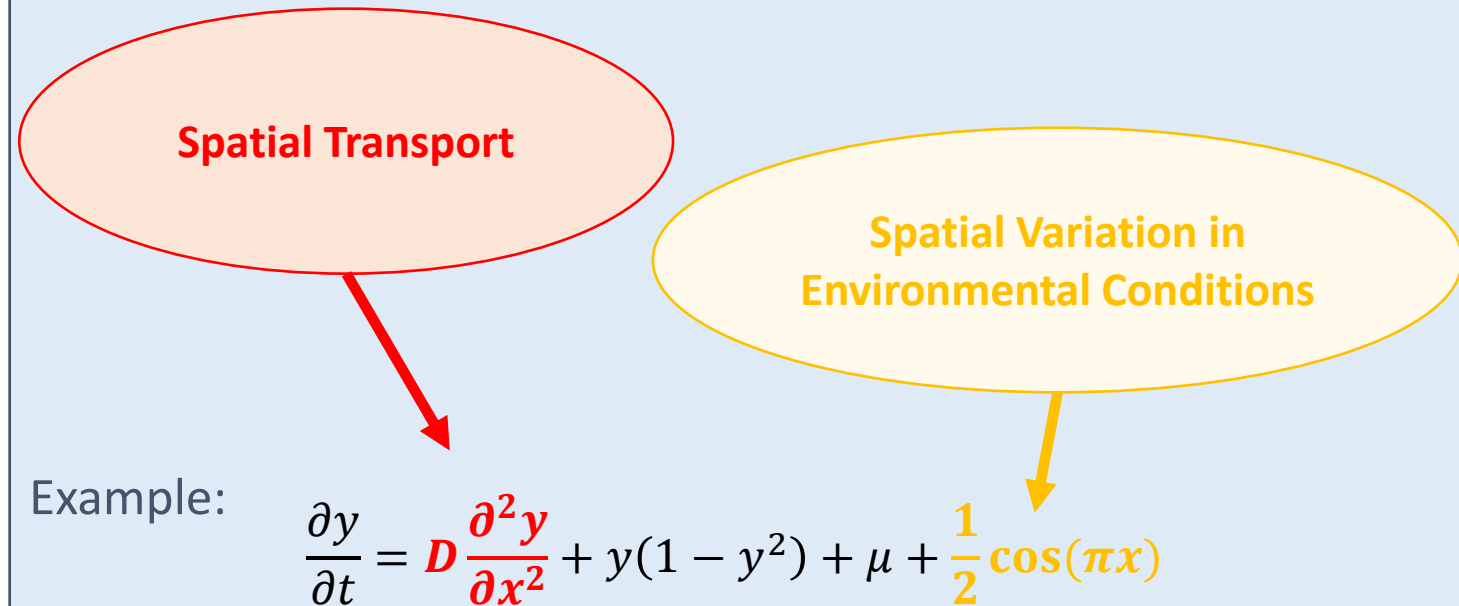 Spatial Transport
Spatial Variation in
Environmental Conditions
Example:
∂y/∂t = D ∂²y/∂x² + y(1 − y²) + μ + 1/2 cos(πx)